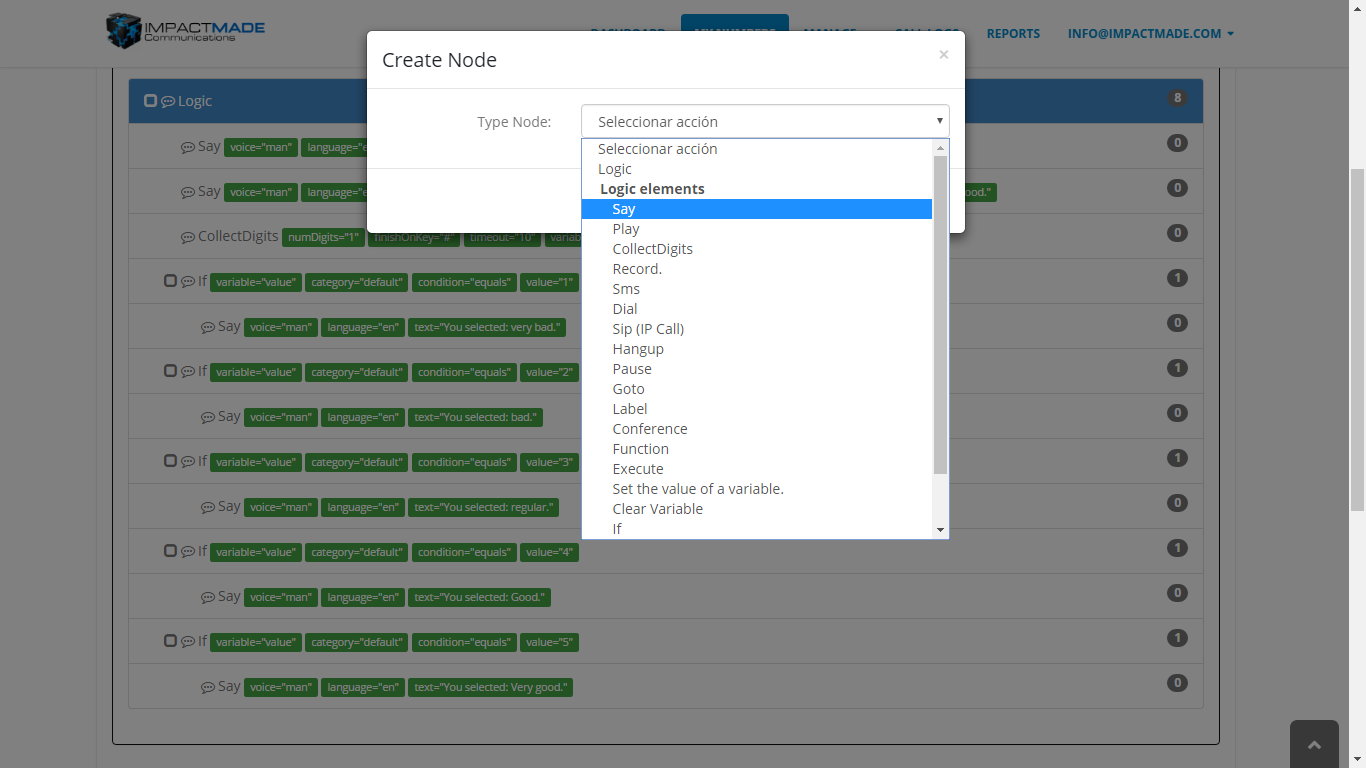 IMPACTMADE
Communications
DASHBOARD MY NUMBERS MANAGE CALL LOGS REPORTS INFO@IMPACTMADE.COM
Create Node ×
Type Node: Seleccionar acción
Seleccionar acción
Logic
Logic elements
Say
Play
CollectDigits
Record.
Sms
Dial
Sip (IP Call)
Hangup
Pause
Goto
Label
Conference
Function
Execute
Set the value of a variable.
Clear Variable
If
Logic 8
Say voice="man" 0
Say voice="man" 0
CollectDigits numDigits="1" finishOnKey="#" timeout="10" 0
If variable="value" category="default" condition="equals" value="1" 1
Say voice="man" language="en" text="You selected: very bad." 0
If variable="value" category="default" condition="equals" value="2" 1
Say voice="man" language="en" text="You selected: bad." 0
If variable="value" category="default" condition="equals" value="3" 1
Say voice="man" language="en" text="You selected: regular." 0
If variable="value" category="default" condition="equals" value="4" 1
Say voice="man" language="en" text="You selected: Good." 0
If variable="value" category="default" condition="equals" value="5" 1
Say voice="man" language="en" text="You selected: Very good." 0